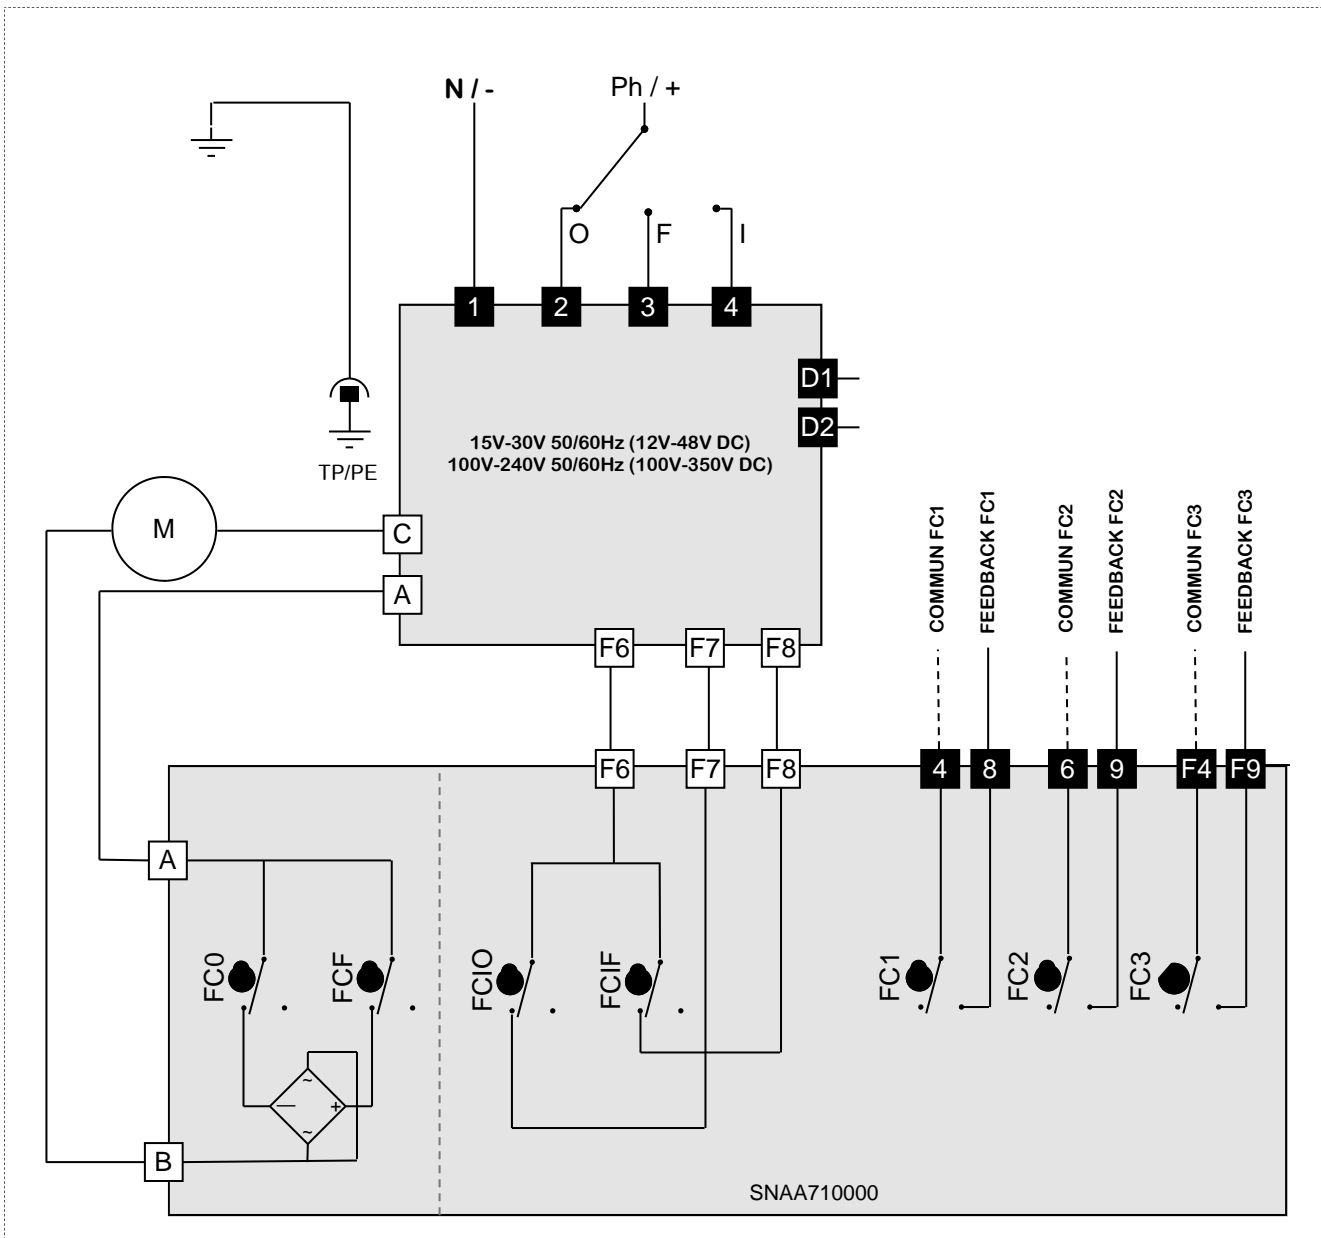 N / -
Ph / +
O
F
I
1
2
3
4
D1
D2
15V-30V 50/60Hz (12V-48V DC)
100V-240V 50/60Hz (100V-350V DC)
TP/PE
M
C
A
F6
F7
F8
COMMUN FC1
FEEDBACK FC1
COMMUN FC2
FEEDBACK FC2
COMMUN FC3
FEEDBACK FC3
F6
F7
F8
4
8
6
9
F4
F9
A
FC0
FCF
FCIO
FCIF
FC1
FC2
FC3
~
—
+
~
B
SNAA710000